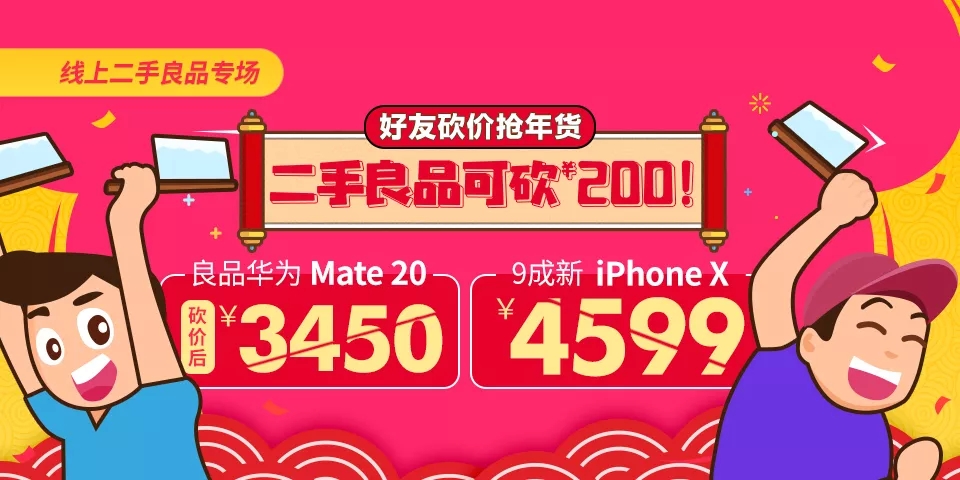 线上二手良品专场
好友砍价抢年货
二手良品可砍¥200!
良品华为 Mate 20
砍价后
¥3450
9成新 iPhone X
¥4599